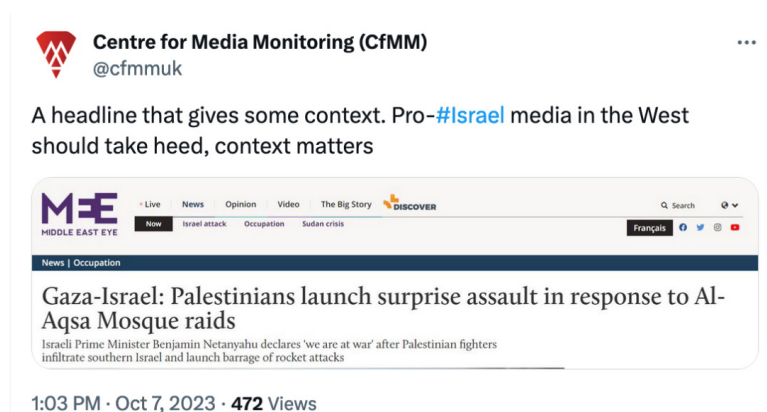 Centre for Media Monitoring (CfMM)
@cfmmuk
A headline that gives some context. Pro-#Israel media in the West
should take heed, context matters
MEE
MIDDLE EAST EYE
• Live News Opinion Video The Big Story DISCOVER
Search
Now Israel attack Occupation Sudan crisis
Français
News | Occupation
Gaza-Israel: Palestinians launch surprise assault in response to Al-
Aqsa Mosque raids
Israeli Prime Minister Benjamin Netanyahu declares 'we are at war' after Palestinian fighters
infiltrate southern Israel and launch barrage of rocket attacks
1:03 PM · Oct 7, 2023 · 472 Views